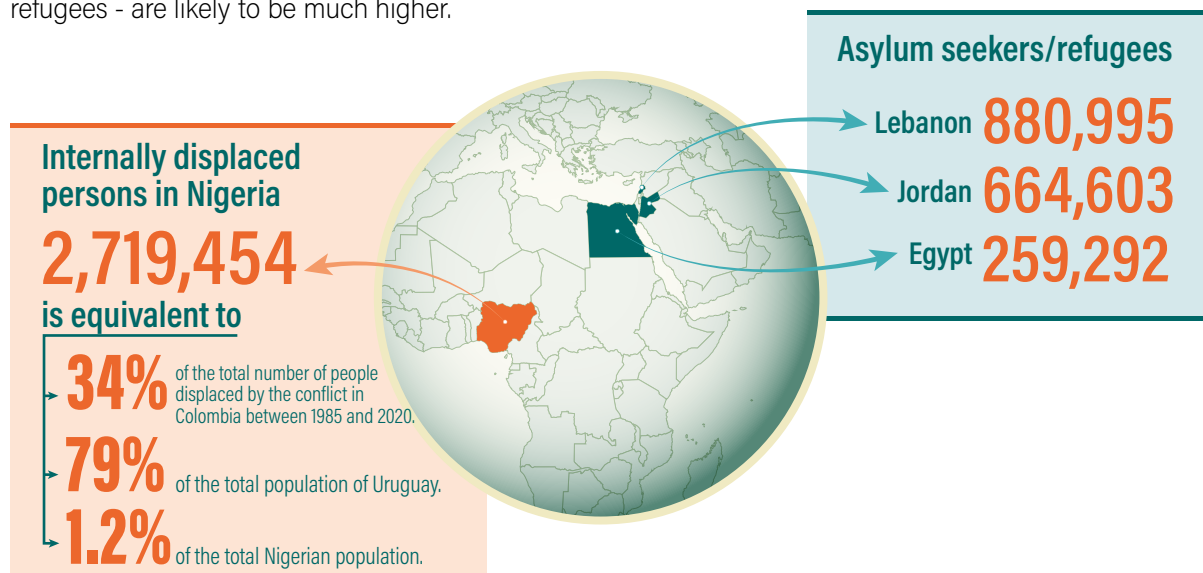 refugees - are likely to be much higher.
Internally displaced
persons in Nigeria
2,719,454
is equivalent to
34% of the total number of people
displaced by the conflict in
Colombia between 1985 and 2020.
79% of the total population of Uruguay.
1.2% of the total Nigerian population.
Asylum seekers/refugees
Lebanon 880,995
Jordan 664,603
Egypt 259,292